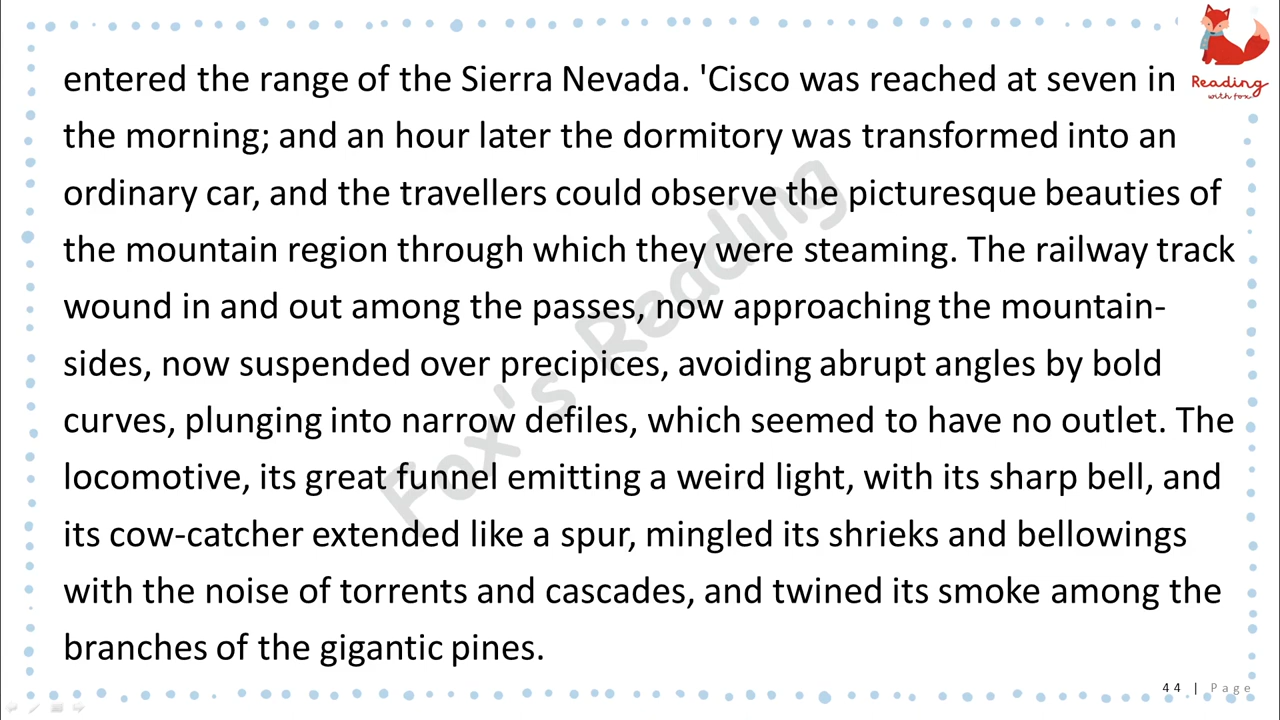 Reading
with fox
entered the range of the Sierra Nevada. 'Cisco was reached at seven in
the morning; and an hour later the dormitory was transformed into an
ordinary car, and the travellers could observe the picturesque beauties of
the mountain region through which they were steaming. The railway track
wound in and out among the passes, now approaching the mountain-
sides, now suspended over precipices, avoiding abrupt angles by bold
curves, plunging into narrow defiles, which seemed to have no outlet. The
locomotive, its great funnel emitting a weird light, with its sharp bell, and
its cow-catcher extended like a spur, mingled its shrieks and bellowings
with the noise of torrents and cascades, and twined its smoke among the
branches of the gigantic pines.
Fox's Reading
44 | Page